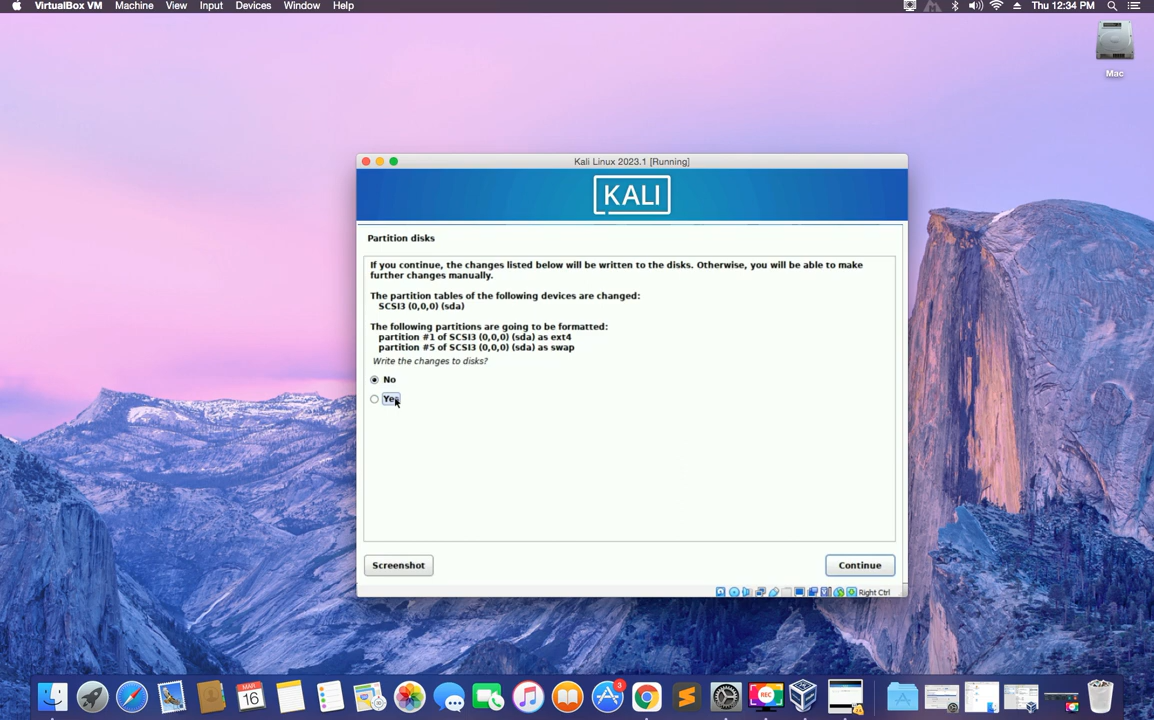 VirtualBox VM Machine View Input Devices Window Help Thu 12:34 PM
Mac
Kali Linux 2023.1 [Running]
KALI
Partition disks
If you continue, the changes listed below will be written to the disks. Otherwise, you will be able to make
further changes manually.
The partition tables of the following devices are changed:
SCSI3 (0,0,0) (sda)
The following partitions are going to be formatted:
partition #1 of SCSI3 (0,0,0) (sda) as ext4
partition #5 of SCSI3 (0,0,0) (sda) as swap
Write the changes to disks?
No
Yes
Screenshot Continue
Right Ctrl
MAR
16
3
REC